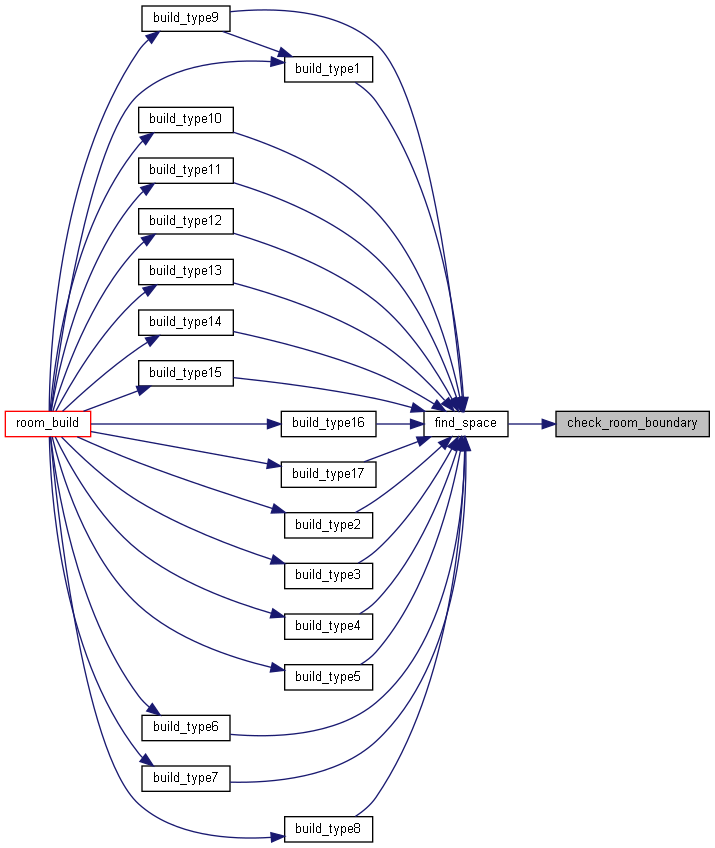 build_type9
build_type1
build_type10
build_type11
build_type12
build_type13
build_type14
build_type15
room_build
build_type16
find_space
check_room_boundary
build_type17
build_type2
build_type3
build_type4
build_type5
build_type6
build_type7
build_type8